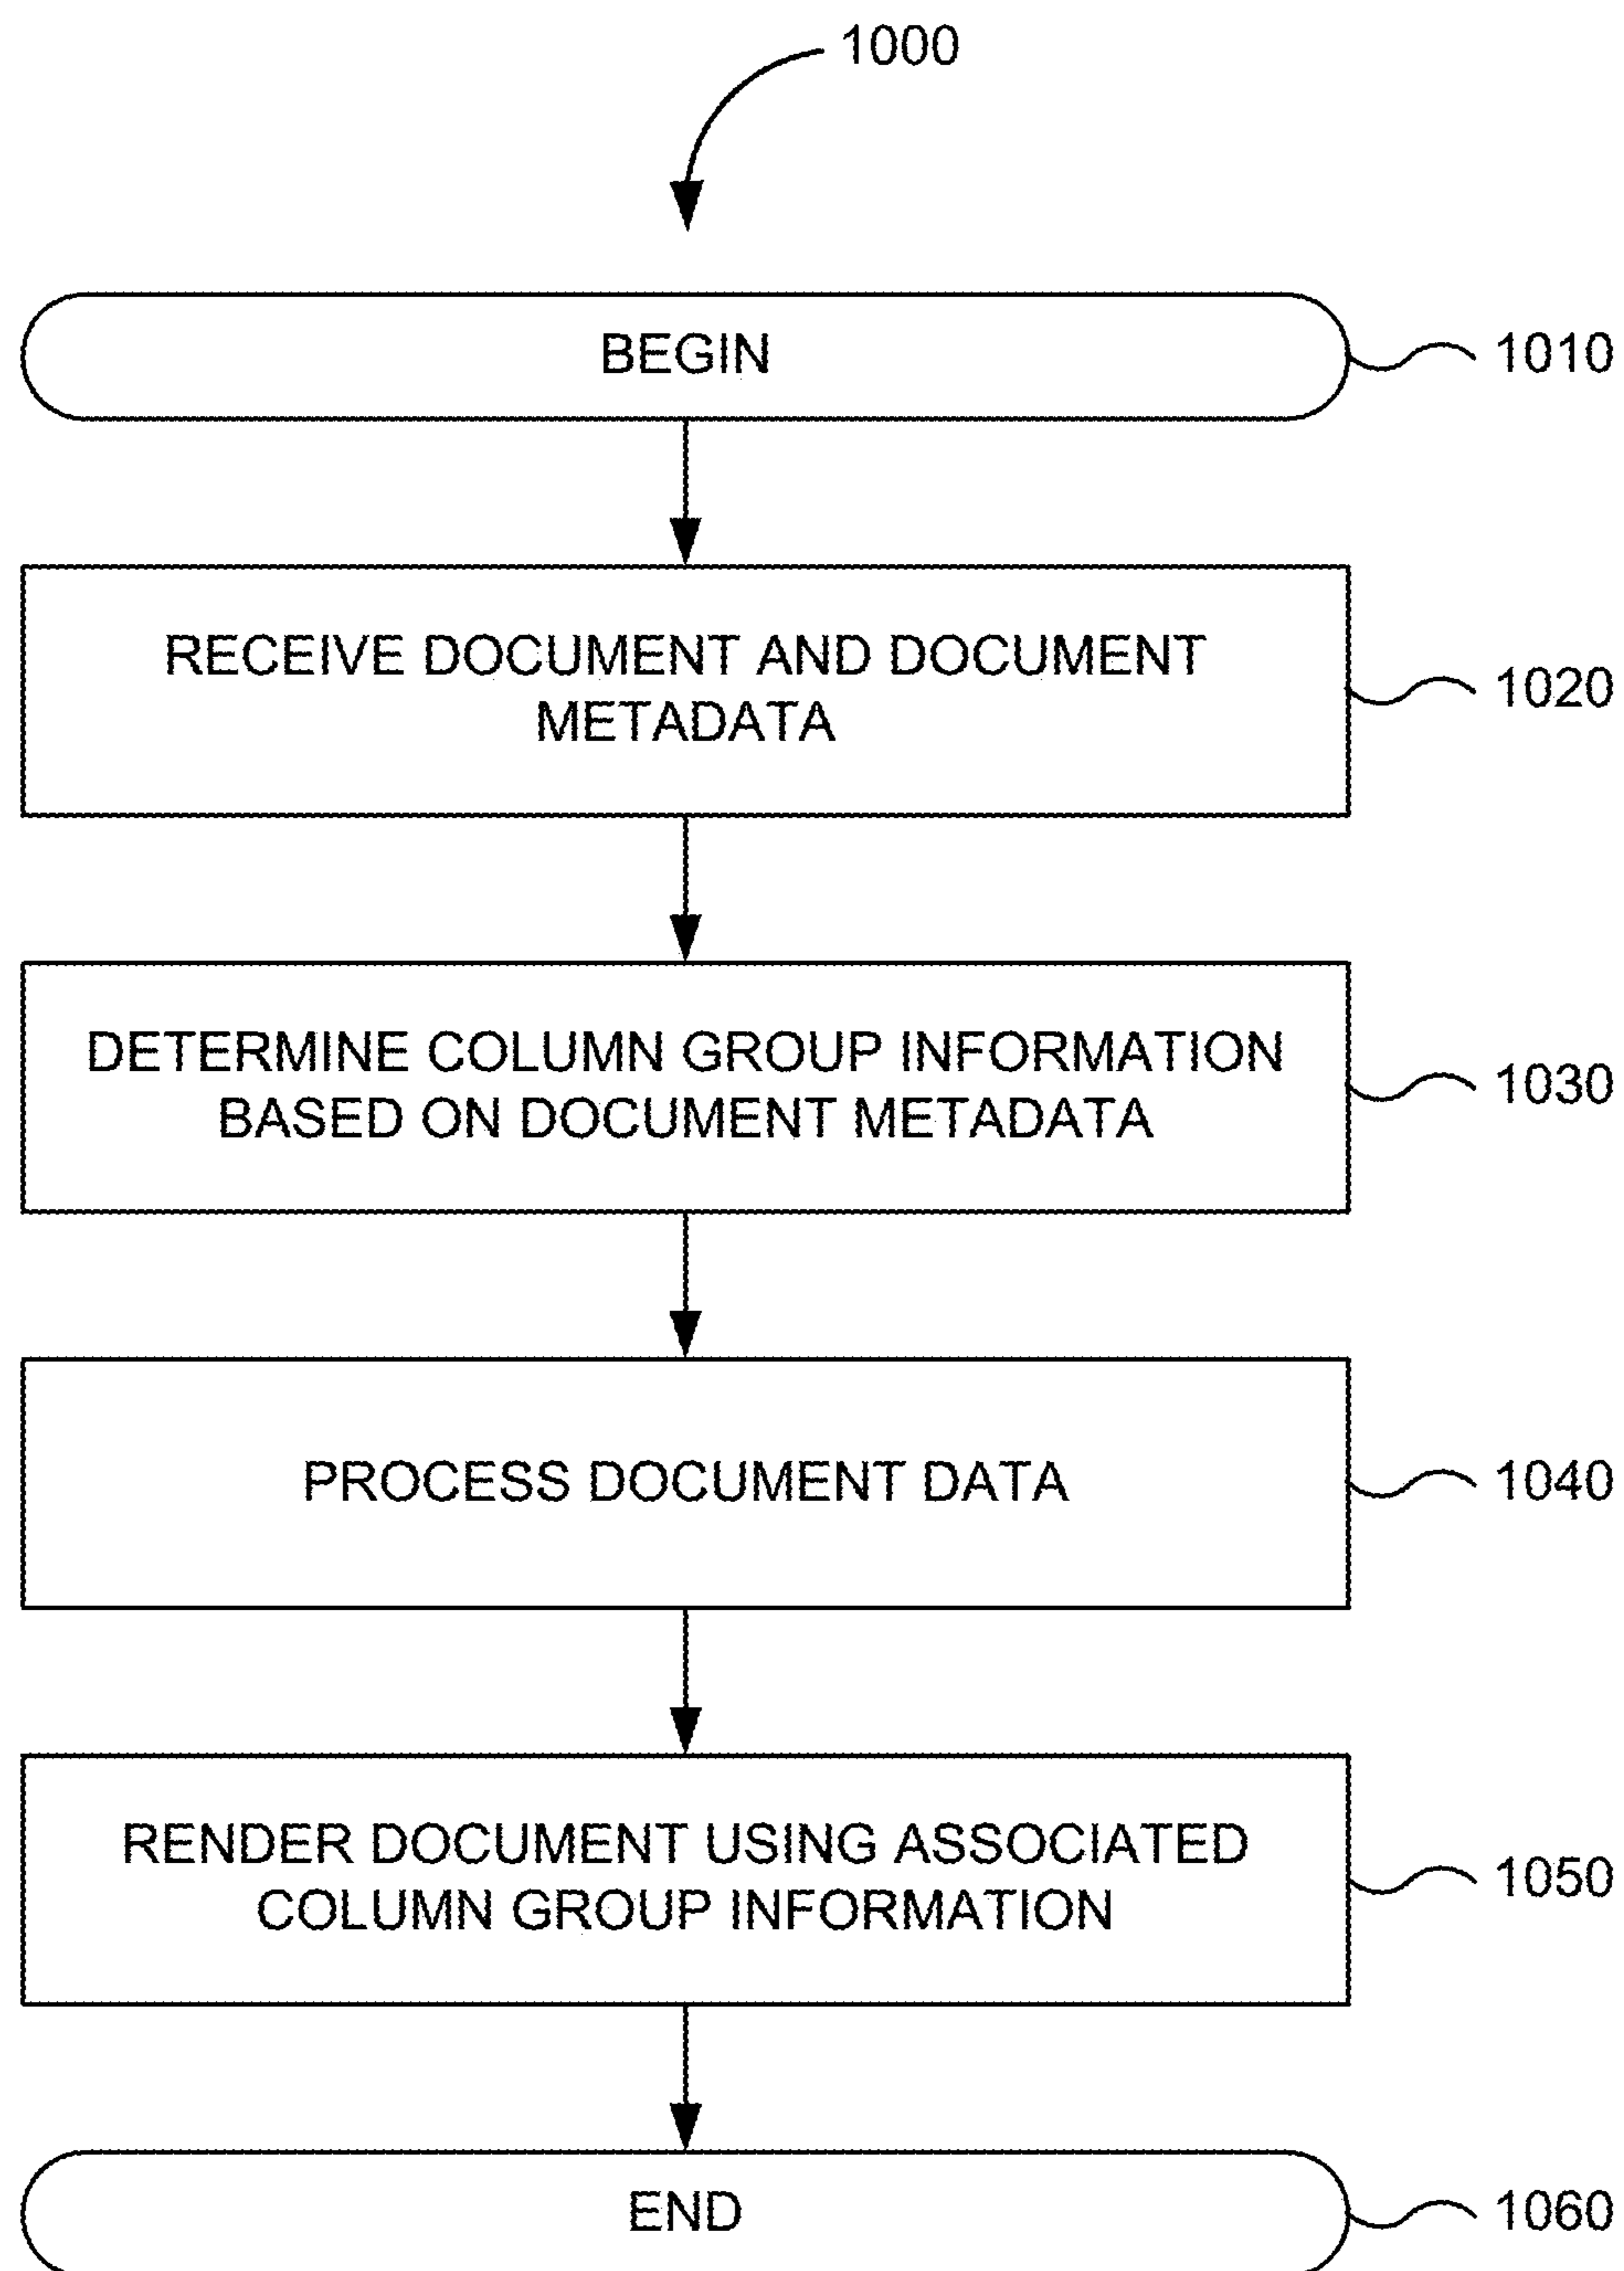 1000
BEGIN
1010
RECEIVE DOCUMENT AND DOCUMENT
METADATA
1020
DETERMINE COLUMN GROUP INFORMATION
BASED ON DOCUMENT METADATA
1030
PROCESS DOCUMENT DATA
1040
RENDER DOCUMENT USING ASSOCIATED
COLUMN GROUP INFORMATION
1050
END
1060